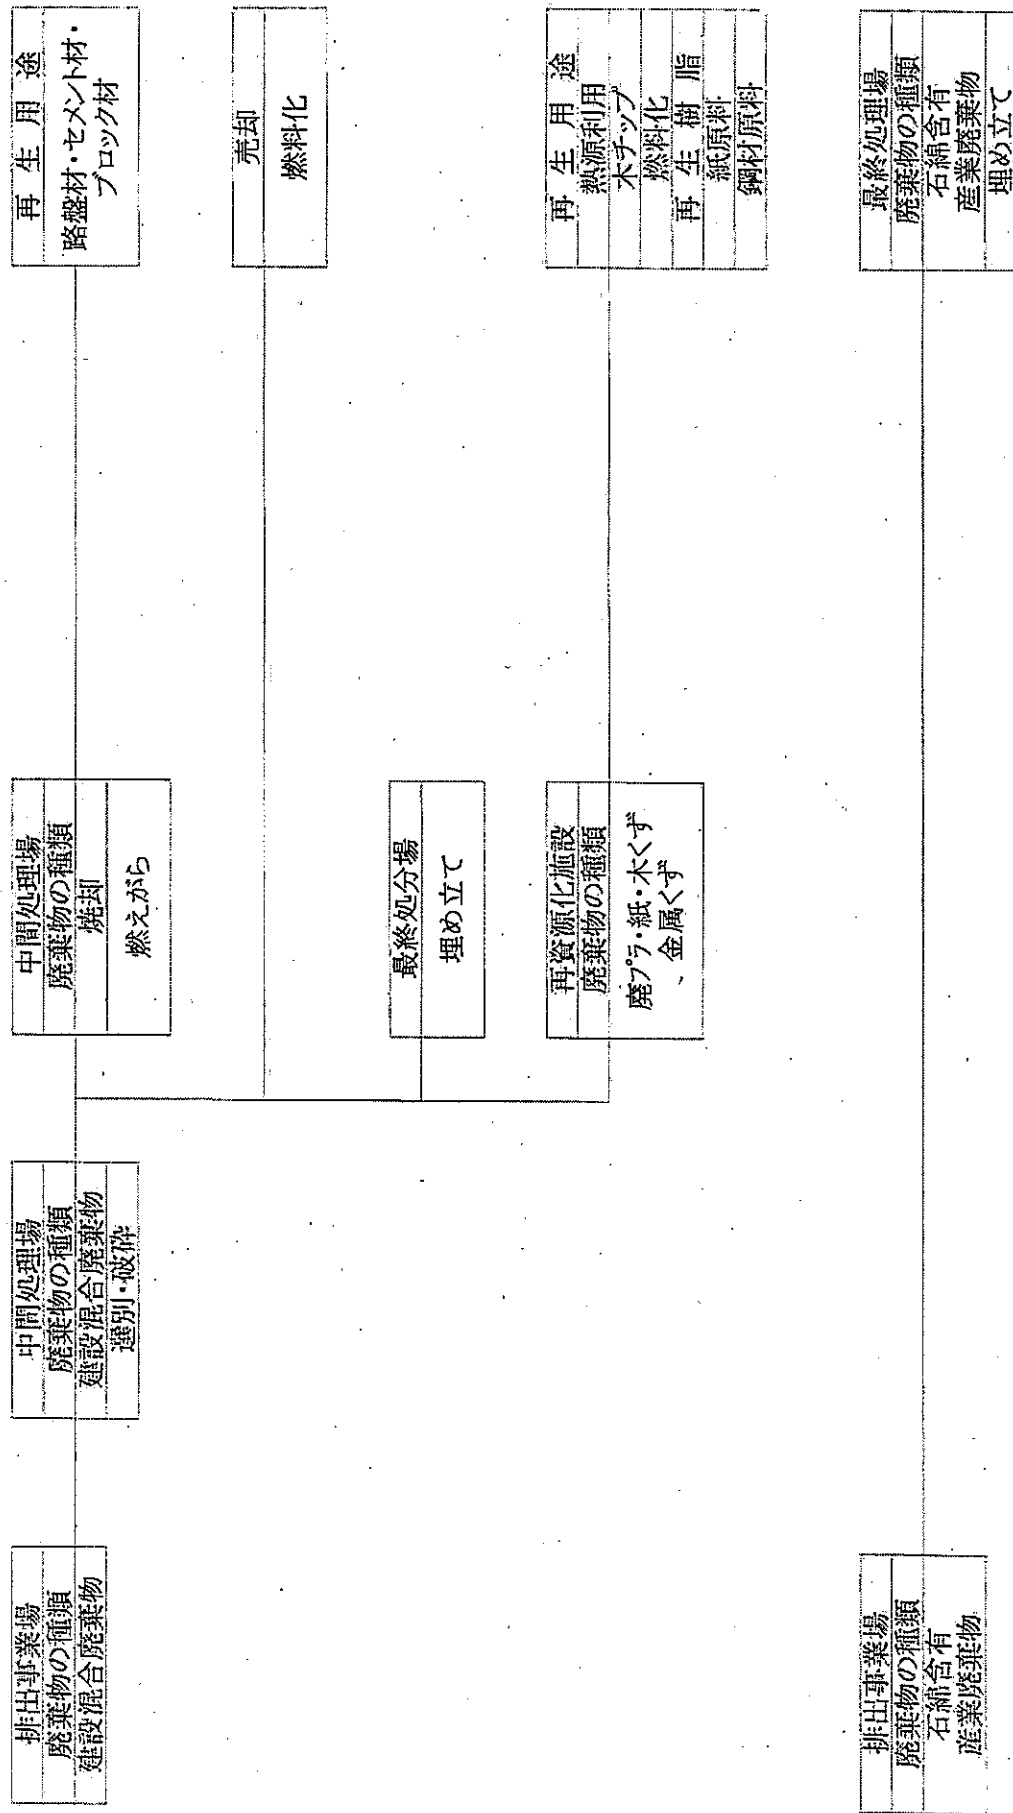 排出事業場
廃棄物の種類
建設混合廃棄物
中間処理場
廃棄物の種類
建設混合廃棄物
選別・破砕
中間処理場
廃棄物の種類
焼却
燃えがら
再生用途
路盤材・セメント材・
ブロック材
売却
燃料化
最終処分場
埋め立て
再資源化施設
廃棄物の種類
廃プラ・紙・木くず
、金属くず
再生用途
熱源利用
木チップ
燃料化
再生樹脂
紙原料
鋼材原料
排出事業場
廃棄物の種類
石綿含有
産業廃棄物
最終処理場
廃棄物の種類
石綿含有
産業廃棄物
埋め立て